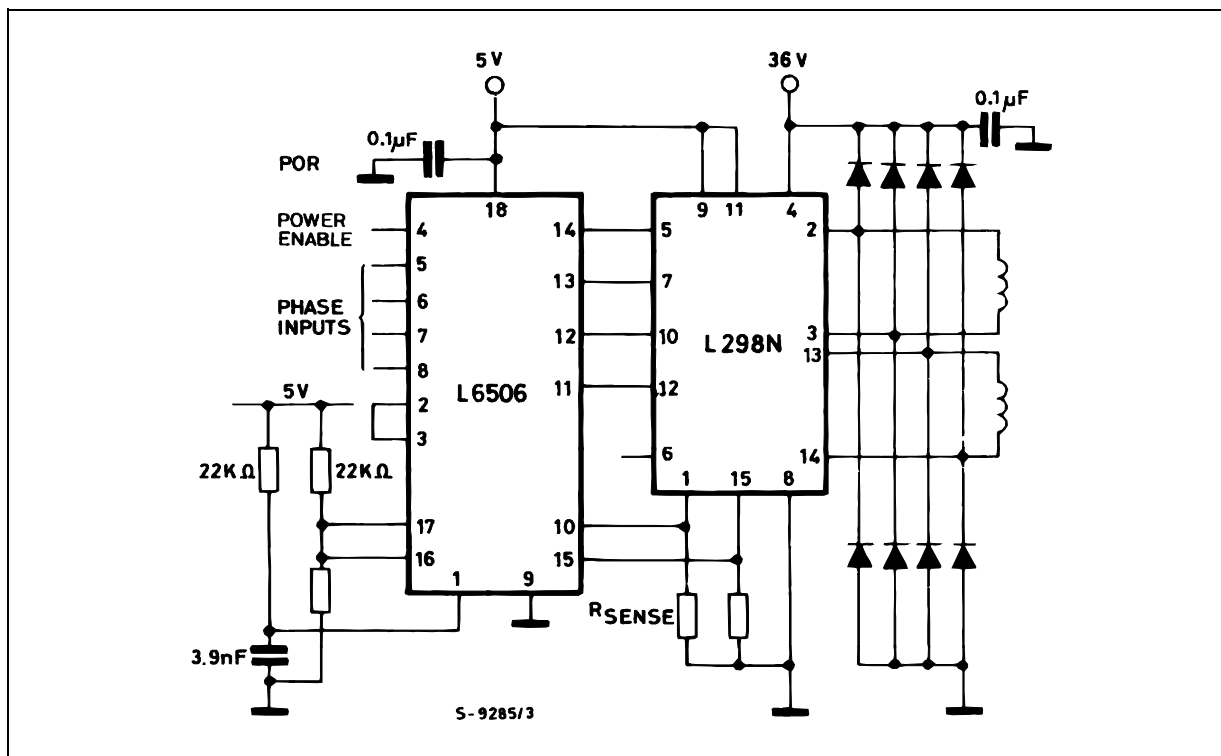 5V
36V
0.1µF
0.1µF
POR
18
9
11
4
POWER
ENABLE
4
14
5
2
5
13
7
PHASE
INPUTS
6
7
12
10
L298N
3
13
8
L6506
11
12
5V
2
3
6
14
22KΩ
22KΩ
1
15
8
17
10
16
15
1
9
RSENSE
3.9nF
S-9285/3